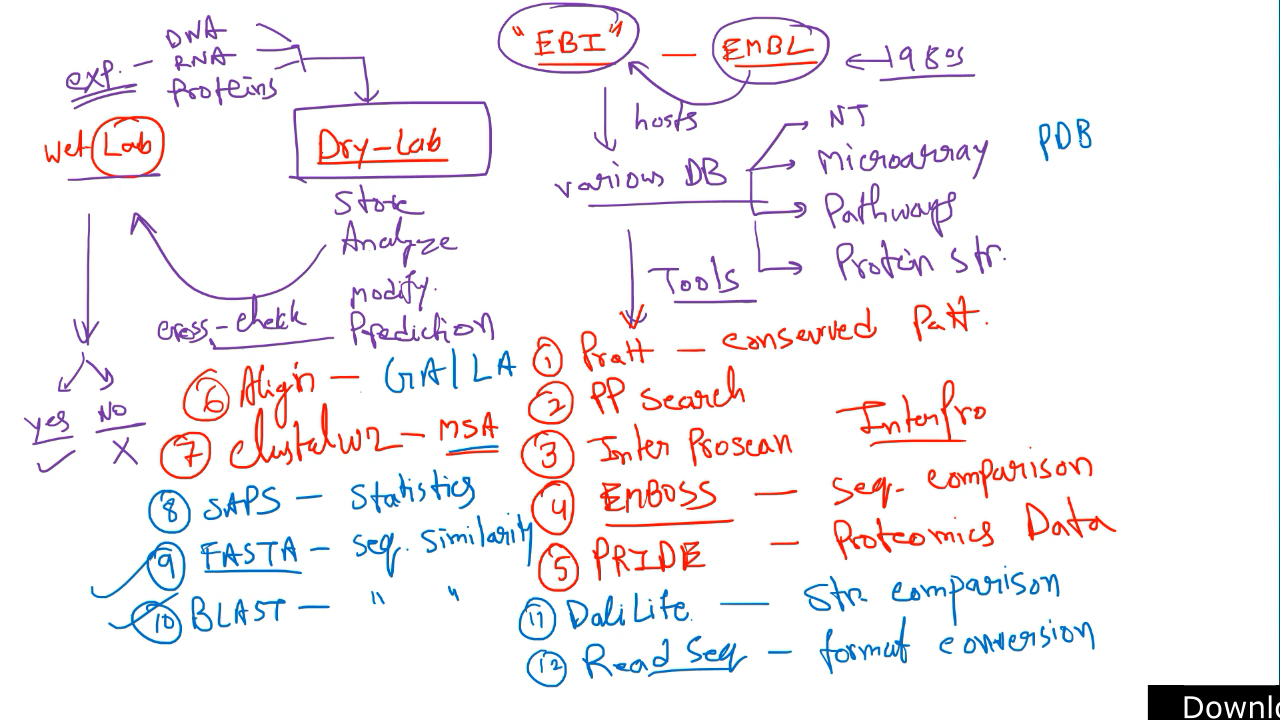 exp. - DNA
RNA
Proteins
wet Lab
Dry-Lab
Store
Analyze
modify.
Prediction
cross-check
Yes
No
✓ X
"EBI" — EMBL ← 1980s
hosts
various DB
NT
Microarray
Pathways
Protein str.
PDB
Tools
① Pratt — conserved Patt.
② PP search
③ Inter Proscan InterPro
④ EMBOSS — seq. comparison
⑤ PRIDE — Proteomics Data
⑥ Align — GA/LA
⑦ ClustalW2 — MSA
⑧ SAPS — Statistics
⑨ FASTA — seq. similarity
⑩ BLAST — " "
⑪ DaliLite — Str. comparison
⑫ Read Seq — format conversion
Downlo